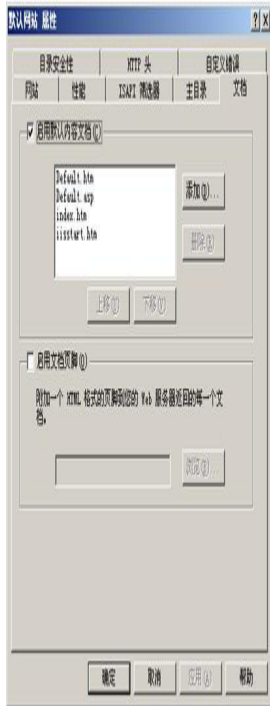 默认网站 属性
目录安全性 HTTP 头 自定义错误
网站 性能 ISAPI 筛选器 主目录 文档
启用默认内容文档(C)
Default.htm
Default.asp
index.htm
iisstart.htm
添加(D)...
删除(R)
上移(U) 下移(N)
启用文档页脚(O)
附加一个 HTML 格式的页脚到您的 Web 服务器返回的每一个文
档。
浏览(B)...
确定 取消 应用(A) 帮助